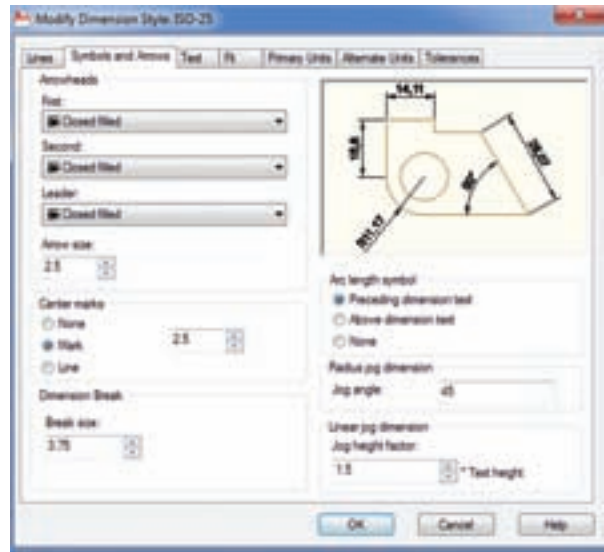 Modify Dimension Style: ISO-25
Lines Symbols and Arrows Text Fit Primary Units Alternate Units Tolerances
Arrowheads
First:
Closed filled
Second:
Closed filled
Leader:
Closed filled
Arrow size:
2.5
Center marks
None
Mark
2.5
Line
Dimension Break
Break size:
3.75
14,11
R11,17
Arc length symbol
Preceding dimension text
Above dimension text
None
Radius jog dimension
Jog angle:
45
Linear jog dimension
Jog height factor:
1.5
* Text height
OK Cancel Help